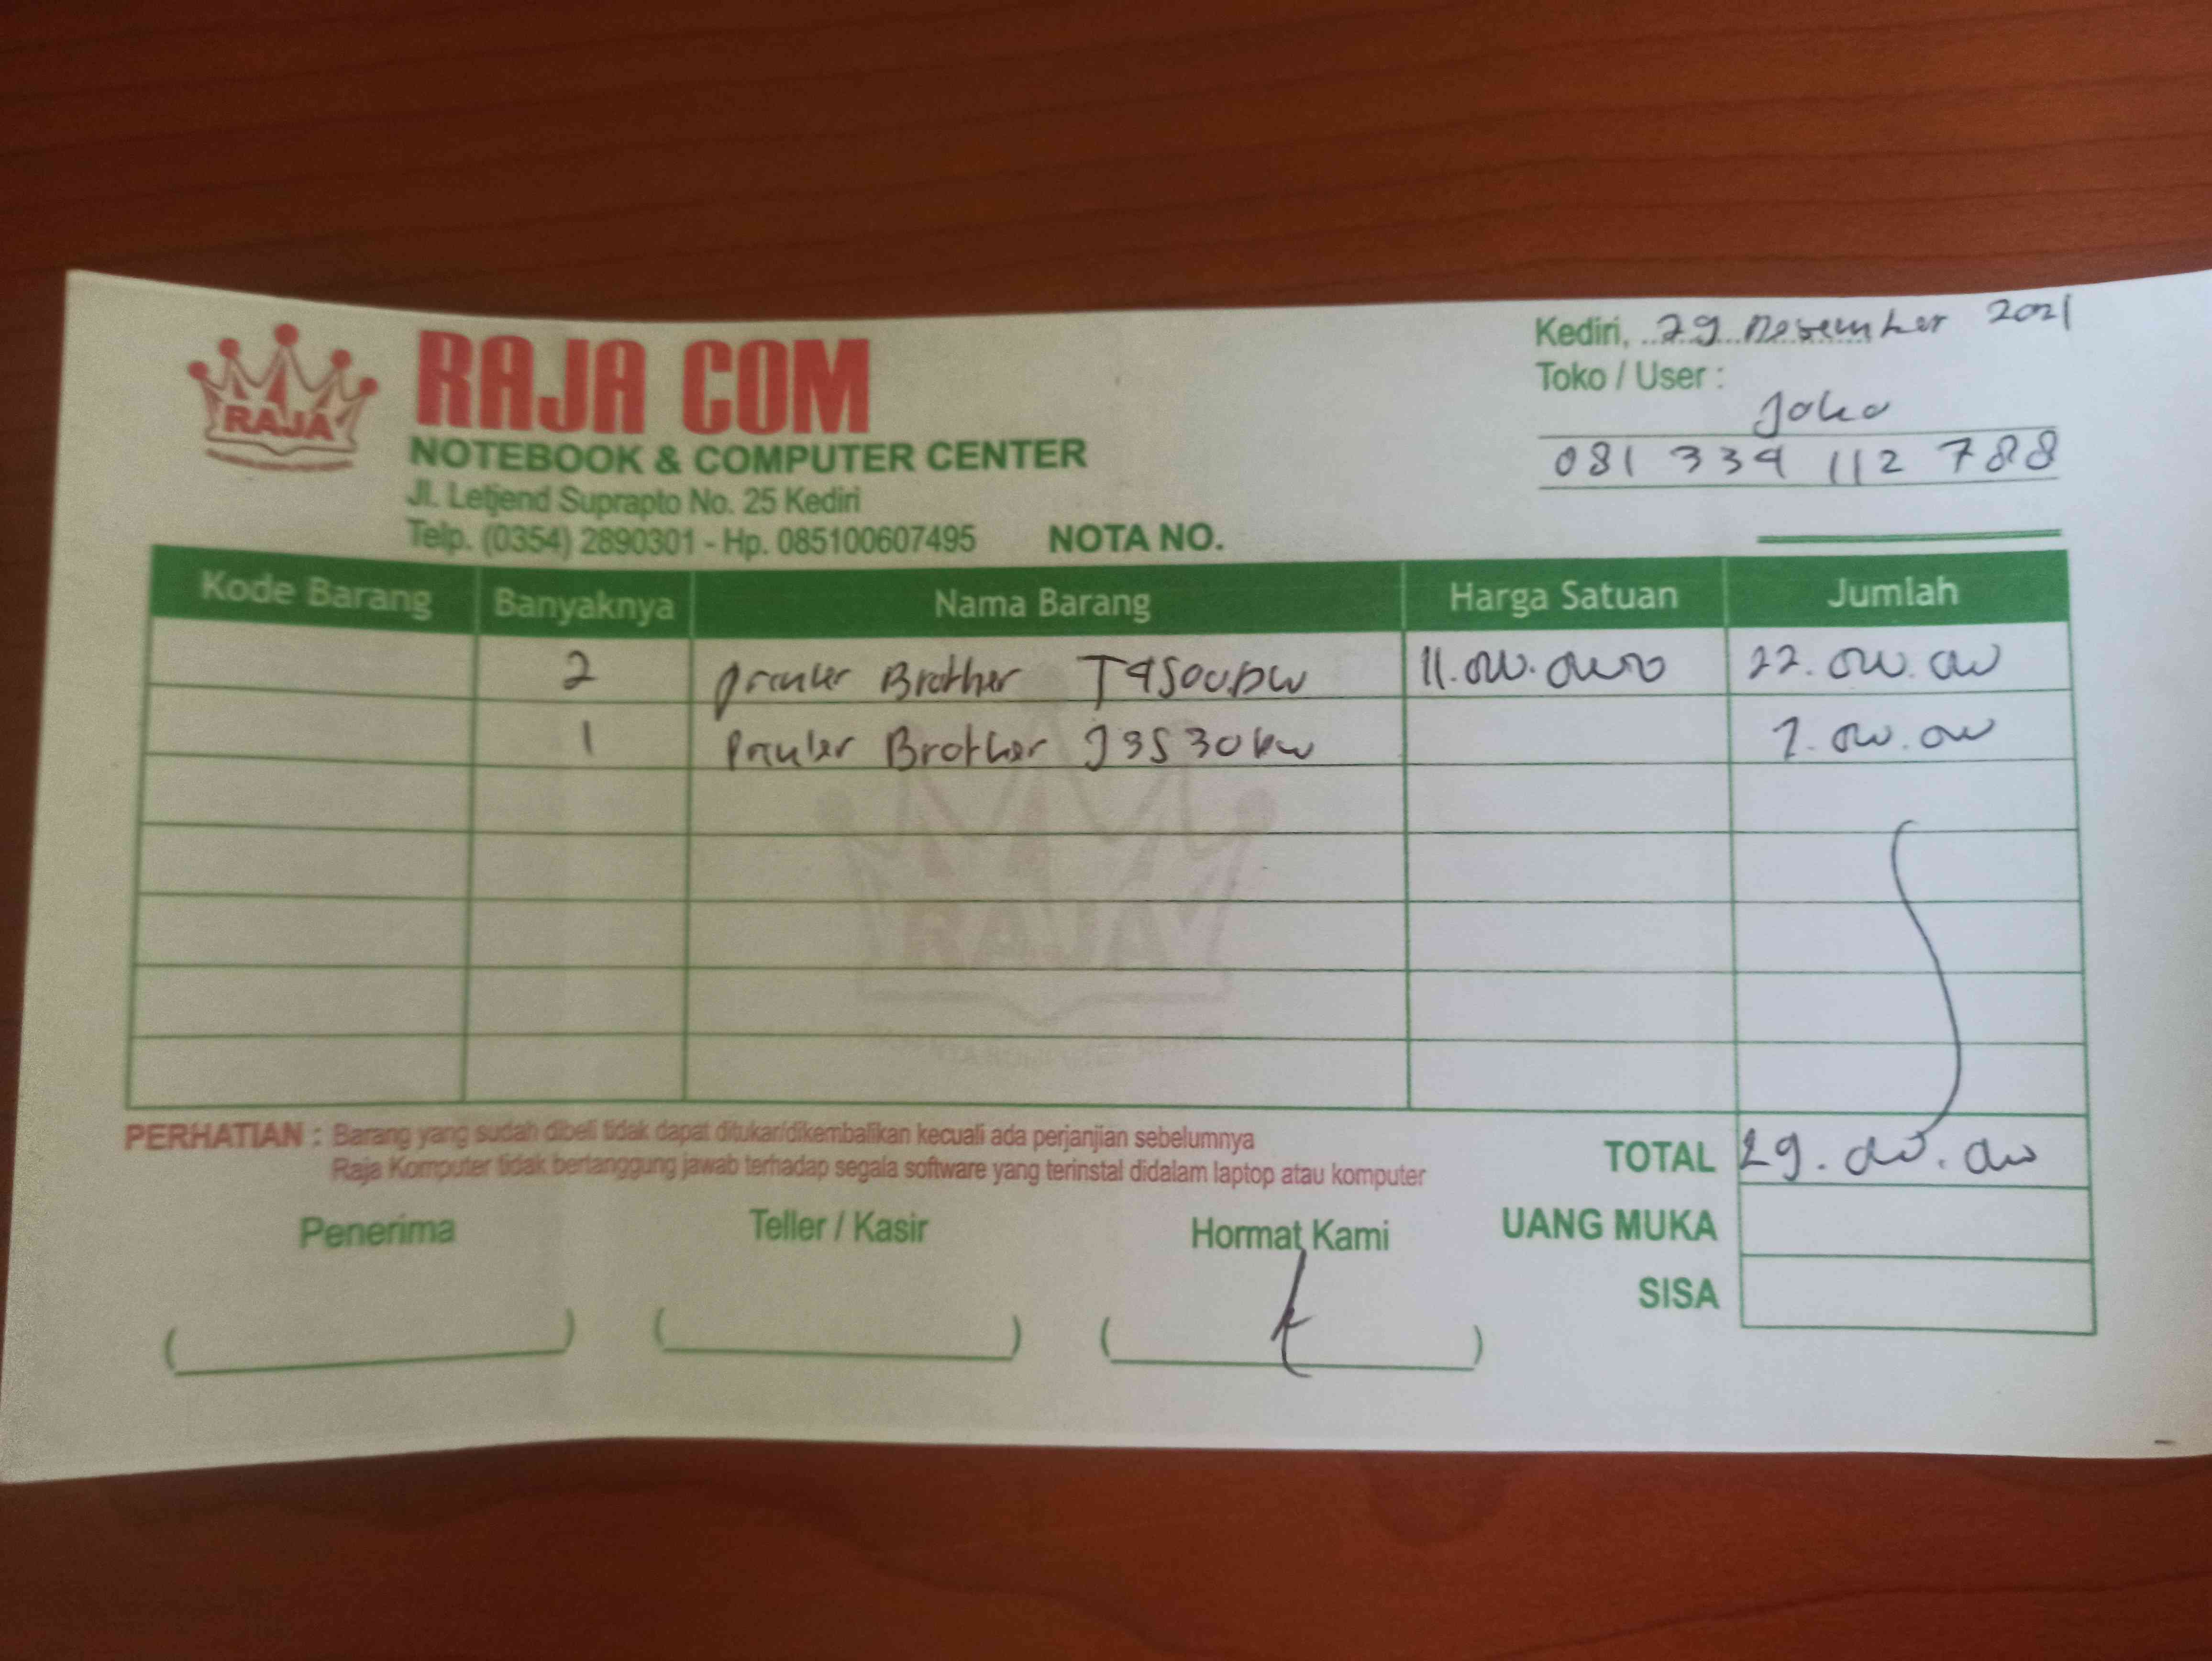 RAJA
RAJA COM
NOTEBOOK & COMPUTER CENTER
Jl. Letjend Suprapto No. 25 Kediri
Telp. (0354) 2890301 - Hp. 085100607495
NOTA NO.
Kediri, 29 Desember 2021
Toko / User :
Joko
081 334 112 788
Kode Barang Banyaknya Nama Barang Harga Satuan Jumlah
2 printer Brother T4500DW 11.000.000 22.000.000
1 Printer Brother J3530DW 7.000.000
RAJA
PERHATIAN : Barang yang sudah dibeli tidak dapat ditukar/dikembalikan kecuali ada perjanjian sebelumnya
Raja Komputer tidak bertanggung jawab terhadap segala software yang terinstal didalam laptop atau komputer
TOTAL 29.000.000
UANG MUKA
SISA
Penerima Teller / Kasir Hormat Kami